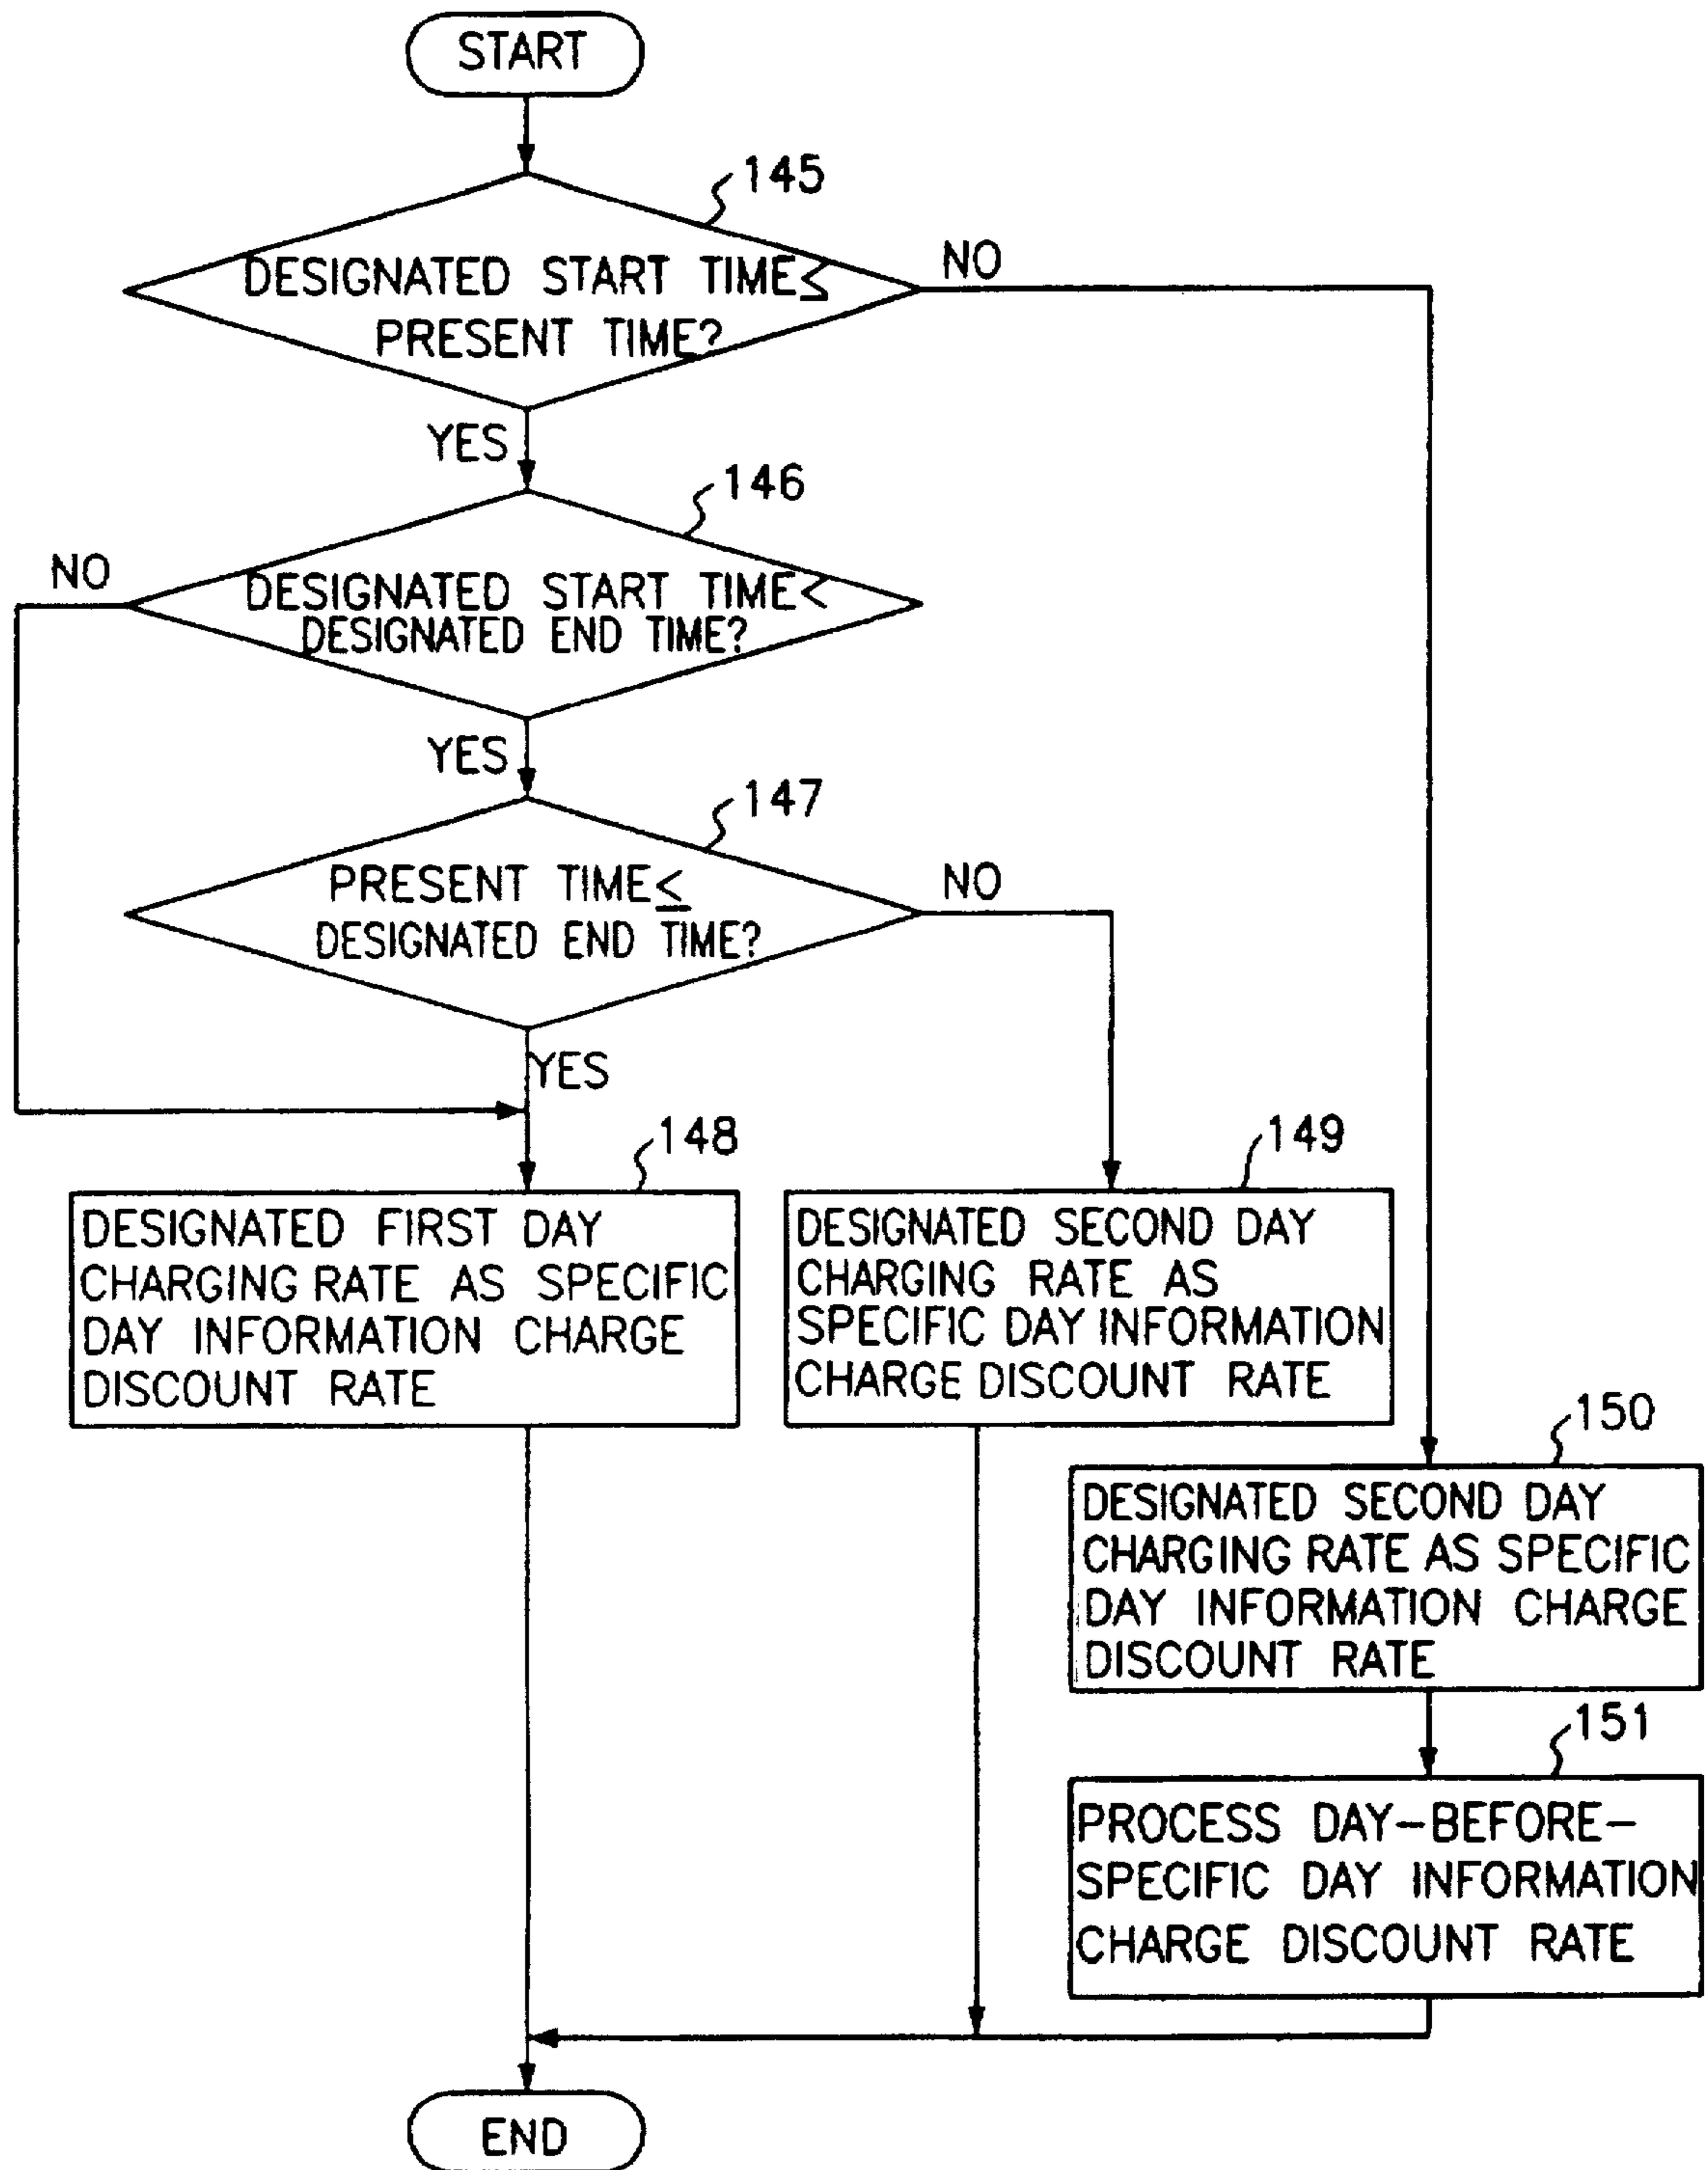 START
145
DESIGNATED START TIME≤
PRESENT TIME?
NO
YES
146
DESIGNATED START TIME<
DESIGNATED END TIME?
NO
YES
147
PRESENT TIME≤
DESIGNATED END TIME?
NO
YES
148
DESIGNATED FIRST DAY
CHARGING RATE AS SPECIFIC
DAY INFORMATION CHARGE
DISCOUNT RATE
149
DESIGNATED SECOND DAY
CHARGING RATE AS
SPECIFIC DAY INFORMATION
CHARGE DISCOUNT RATE
150
DESIGNATED SECOND DAY
CHARGING RATE AS SPECIFIC
DAY INFORMATION CHARGE
DISCOUNT RATE
151
PROCESS DAY-BEFORE-
SPECIFIC DAY INFORMATION
CHARGE DISCOUNT RATE
END